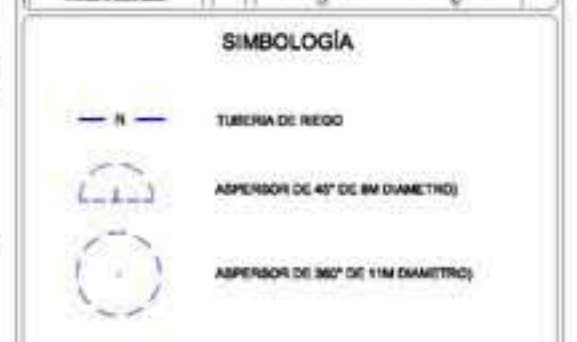 SIMBOLOGÍA
R
TUBERIA DE RIEGO
ASPERSOR DE 45° DE 8M DIAMETRO)
ASPERSOR DE 360° DE 11M DIAMETRO)